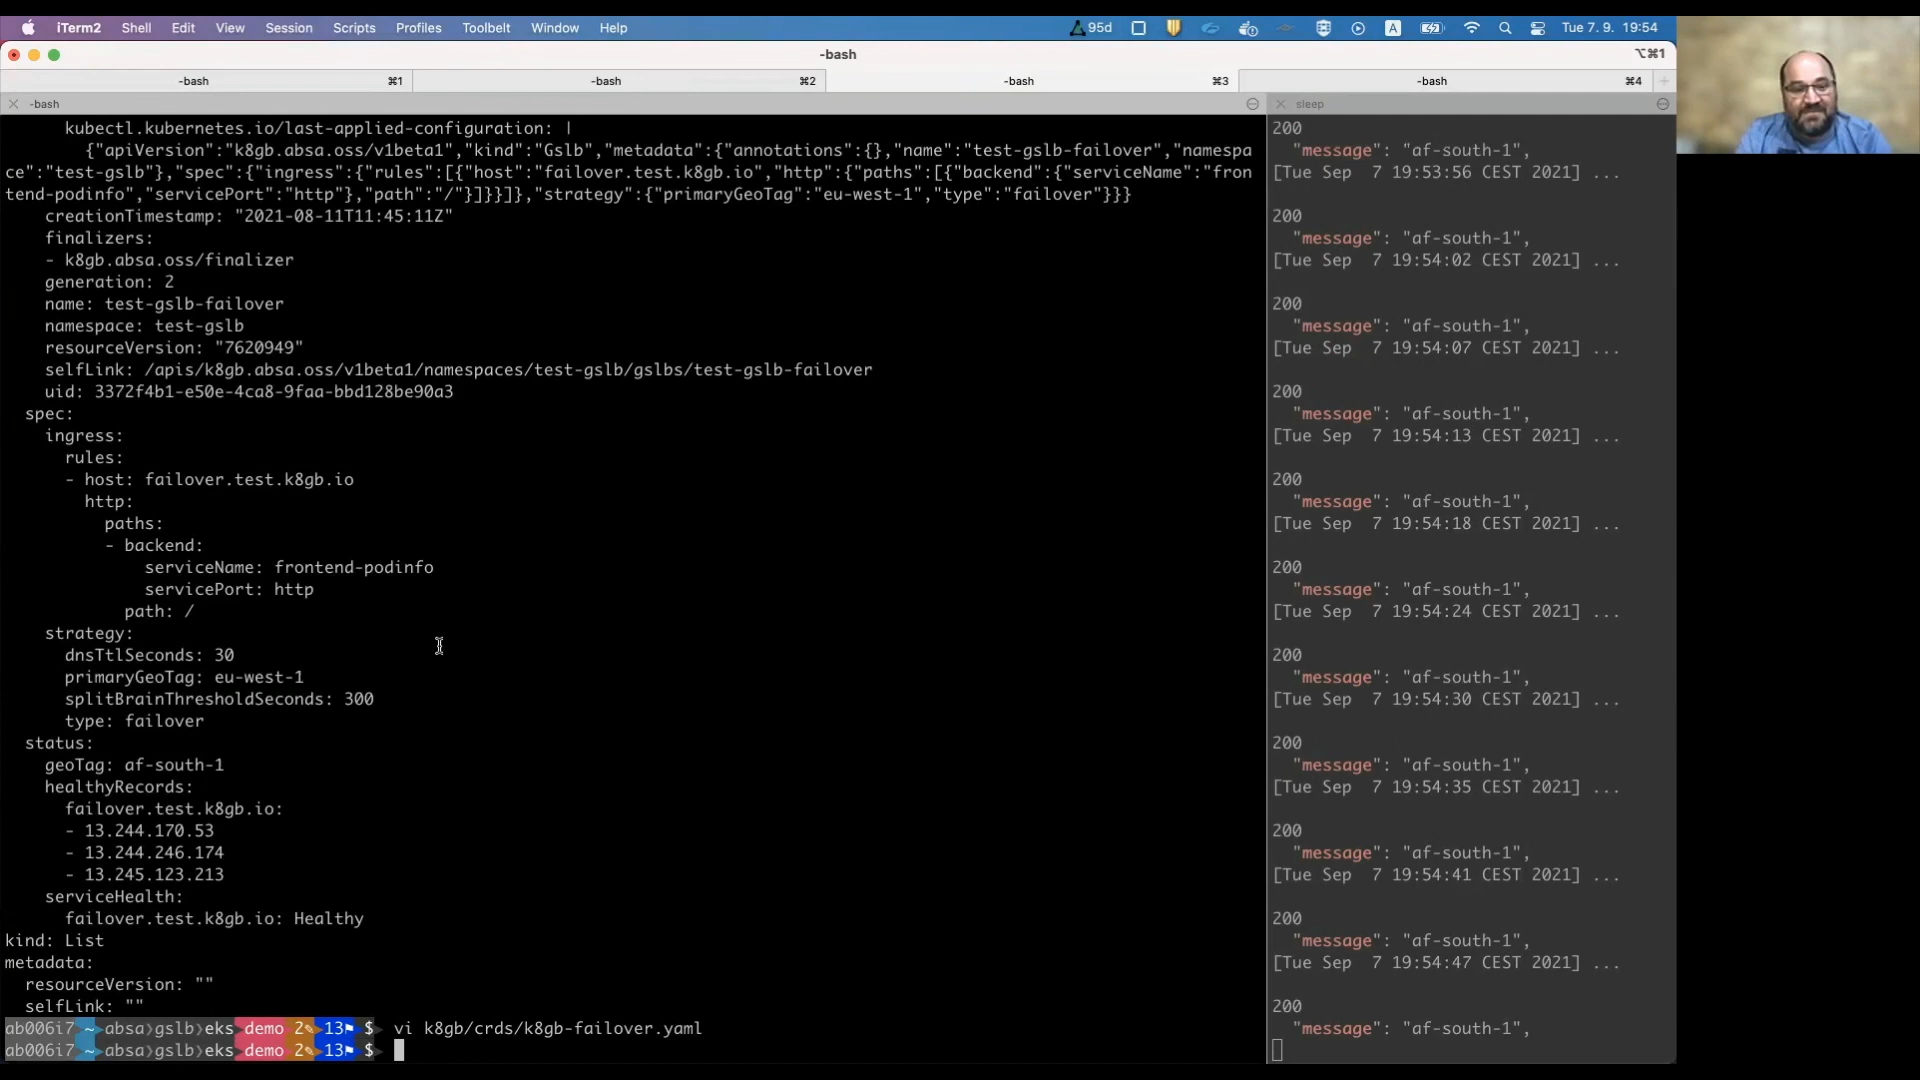 iTerm2 Shell Edit View Session Scripts Profiles Toolbelt Window Help 95d A Tue 7. 9. 19:54
-bash ⌥⌘1
-bash ⌘1 -bash ⌘2 -bash ⌘3 -bash ⌘4
-bash
kubectl.kubernetes.io/last-applied-configuration: |
{"apiVersion":"k8gb.absa.oss/v1beta1","kind":"Gslb","metadata":{"annotations":{},"name":"test-gslb-failover","namespa
ce":"test-gslb"},"spec":{"ingress":{"rules":[{"host":"failover.test.k8gb.io","http":{"paths":[{"backend":{"serviceName":"fron
tend-podinfo","servicePort":"http"},"path":"/"}]}}]},"strategy":{"primaryGeoTag":"eu-west-1","type":"failover"}}}
creationTimestamp: "2021-08-11T11:45:11Z"
finalizers:
- k8gb.absa.oss/finalizer
generation: 2
name: test-gslb-failover
namespace: test-gslb
resourceVersion: "7620949"
selfLink: /apis/k8gb.absa.oss/v1beta1/namespaces/test-gslb/gslbs/test-gslb-failover
uid: 3372f4b1-e50e-4ca8-9faa-bbd128be90a3
spec:
ingress:
rules:
- host: failover.test.k8gb.io
http:
paths:
- backend:
serviceName: frontend-podinfo
servicePort: http
path: /
strategy:
dnsTtlSeconds: 30
primaryGeoTag: eu-west-1
splitBrainThresholdSeconds: 300
type: failover
status:
geoTag: af-south-1
healthyRecords:
failover.test.k8gb.io:
- 13.244.170.53
- 13.244.246.174
- 13.245.123.213
serviceHealth:
failover.test.k8gb.io: Healthy
kind: List
metadata:
resourceVersion: ""
selfLink: ""
ab006i7 ~ absa gslb eks demo 2✎ 13⚑ $ vi k8gb/crds/k8gb-failover.yaml
ab006i7 ~ absa gslb eks demo 2✎ 13⚑ $
sleep
200
"message": "af-south-1",
[Tue Sep  7 19:53:56 CEST 2021] ...
200
"message": "af-south-1",
[Tue Sep  7 19:54:02 CEST 2021] ...
200
"message": "af-south-1",
[Tue Sep  7 19:54:07 CEST 2021] ...
200
"message": "af-south-1",
[Tue Sep  7 19:54:13 CEST 2021] ...
200
"message": "af-south-1",
[Tue Sep  7 19:54:18 CEST 2021] ...
200
"message": "af-south-1",
[Tue Sep  7 19:54:24 CEST 2021] ...
200
"message": "af-south-1",
[Tue Sep  7 19:54:30 CEST 2021] ...
200
"message": "af-south-1",
[Tue Sep  7 19:54:35 CEST 2021] ...
200
"message": "af-south-1",
[Tue Sep  7 19:54:41 CEST 2021] ...
200
"message": "af-south-1",
[Tue Sep  7 19:54:47 CEST 2021] ...
200
"message": "af-south-1",